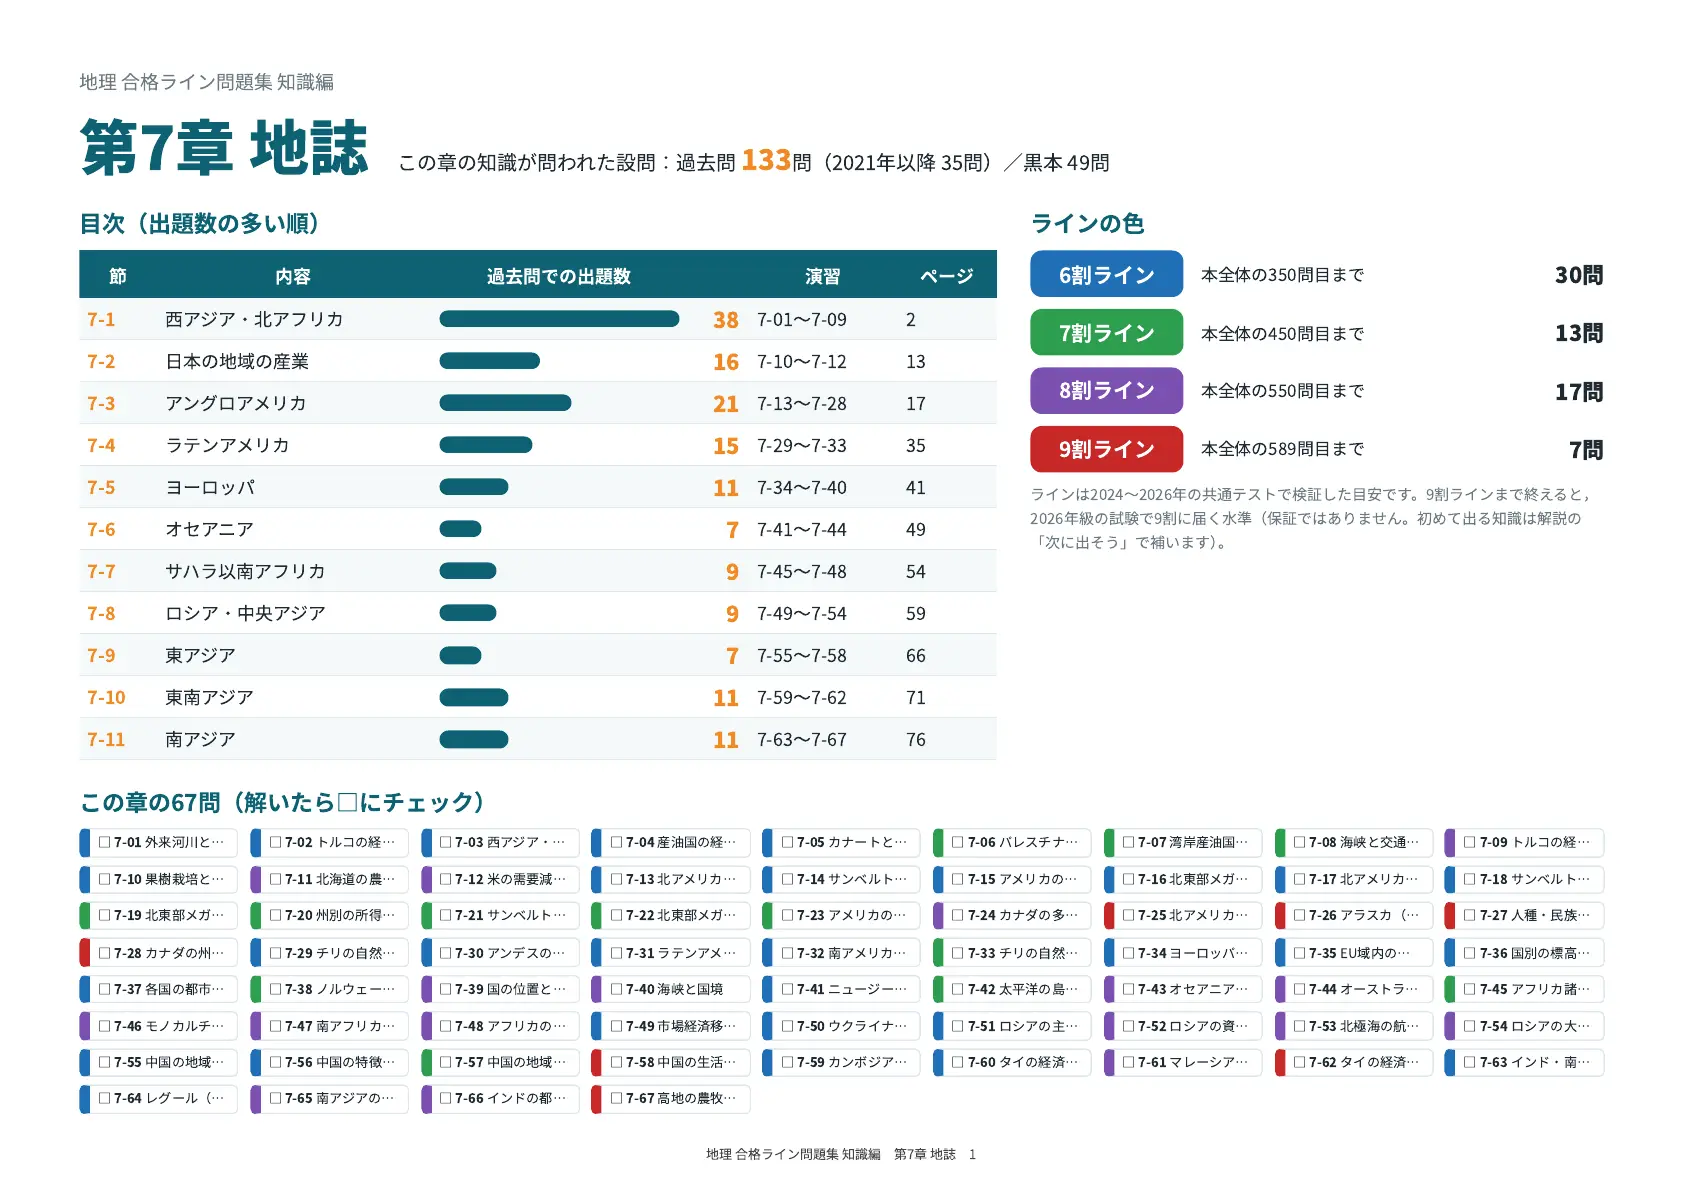 地理 合格ライン問題集 知識編
第7章 地誌
この章の知識が問われた設問：過去問 133問（2021年以降 35問）／黒本 49問
目次（出題数の多い順）
節 内容 過去問での出題数 演習 ページ
7-1 西アジア・北アフリカ 38 7-01〜7-09 2
7-2 日本の地域の産業 16 7-10〜7-12 13
7-3 アングロアメリカ 21 7-13〜7-28 17
7-4 ラテンアメリカ 15 7-29〜7-33 35
7-5 ヨーロッパ 11 7-34〜7-40 41
7-6 オセアニア 7 7-41〜7-44 49
7-7 サハラ以南アフリカ 9 7-45〜7-48 54
7-8 ロシア・中央アジア 9 7-49〜7-54 59
7-9 東アジア 7 7-55〜7-58 66
7-10 東南アジア 11 7-59〜7-62 71
7-11 南アジア 11 7-63〜7-67 76
ラインの色
6割ライン 本全体の350問目まで 30問
7割ライン 本全体の450問目まで 13問
8割ライン 本全体の550問目まで 17問
9割ライン 本全体の589問目まで 7問
ラインは2024〜2026年の共通テストで検証した目安です。9割ラインまで終えると，
2026年級の試験で9割に届く水準（保証ではありません。初めて出る知識は解説の
「次に出そう」で補います）。
この章の67問（解いたら□にチェック）
□ 7-01 外来河川と… □ 7-02 トルコの経… □ 7-03 西アジア・… □ 7-04 産油国の経… □ 7-05 カナートと… □ 7-06 パレスチナ… □ 7-07 湾岸産油国… □ 7-08 海峡と交通… □ 7-09 トルコの経…
□ 7-10 果樹栽培と… □ 7-11 北海道の農… □ 7-12 米の需要減… □ 7-13 北アメリカ… □ 7-14 サンベルト… □ 7-15 アメリカの… □ 7-16 北東部メガ… □ 7-17 北アメリカ… □ 7-18 サンベルト…
□ 7-19 北東部メガ… □ 7-20 州別の所得… □ 7-21 サンベルト… □ 7-22 北東部メガ… □ 7-23 アメリカの… □ 7-24 カナダの多… □ 7-25 北アメリカ… □ 7-26 アラスカ（… □ 7-27 人種・民族…
□ 7-28 カナダの州… □ 7-29 チリの自然… □ 7-30 アンデスの… □ 7-31 ラテンアメ… □ 7-32 南アメリカ… □ 7-33 チリの自然… □ 7-34 ヨーロッパ… □ 7-35 EU域内の… □ 7-36 国別の標高…
□ 7-37 各国の都市… □ 7-38 ノルウェー… □ 7-39 国の位置と… □ 7-40 海峡と国境 □ 7-41 ニュージー… □ 7-42 太平洋の島… □ 7-43 オセアニア… □ 7-44 オーストラ… □ 7-45 アフリカ諸…
□ 7-46 モノカルチ… □ 7-47 南アフリカ… □ 7-48 アフリカの… □ 7-49 市場経済移… □ 7-50 ウクライナ… □ 7-51 ロシアの主… □ 7-52 ロシアの資… □ 7-53 北極海の航… □ 7-54 ロシアの大…
□ 7-55 中国の地域… □ 7-56 中国の特徴… □ 7-57 中国の地域… □ 7-58 中国の生活… □ 7-59 カンボジア… □ 7-60 タイの経済… □ 7-61 マレーシア… □ 7-62 タイの経済… □ 7-63 インド・南…
□ 7-64 レグール（… □ 7-65 南アジアの… □ 7-66 インドの都… □ 7-67 高地の農牧…
地理 合格ライン問題集 知識編 第7章 地誌 1